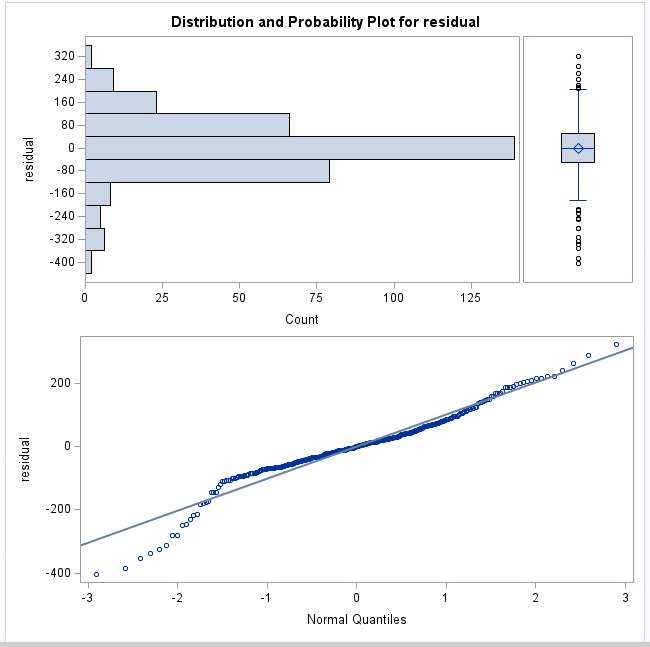 Distribution and Probability Plot for residual
residual
320
240
160
80
0
-80
-160
-240
-320
-400
0 25 50 75 100 125
Count
residual
200
0
-200
-400
-3 -2 -1 0 1 2 3
Normal Quantiles